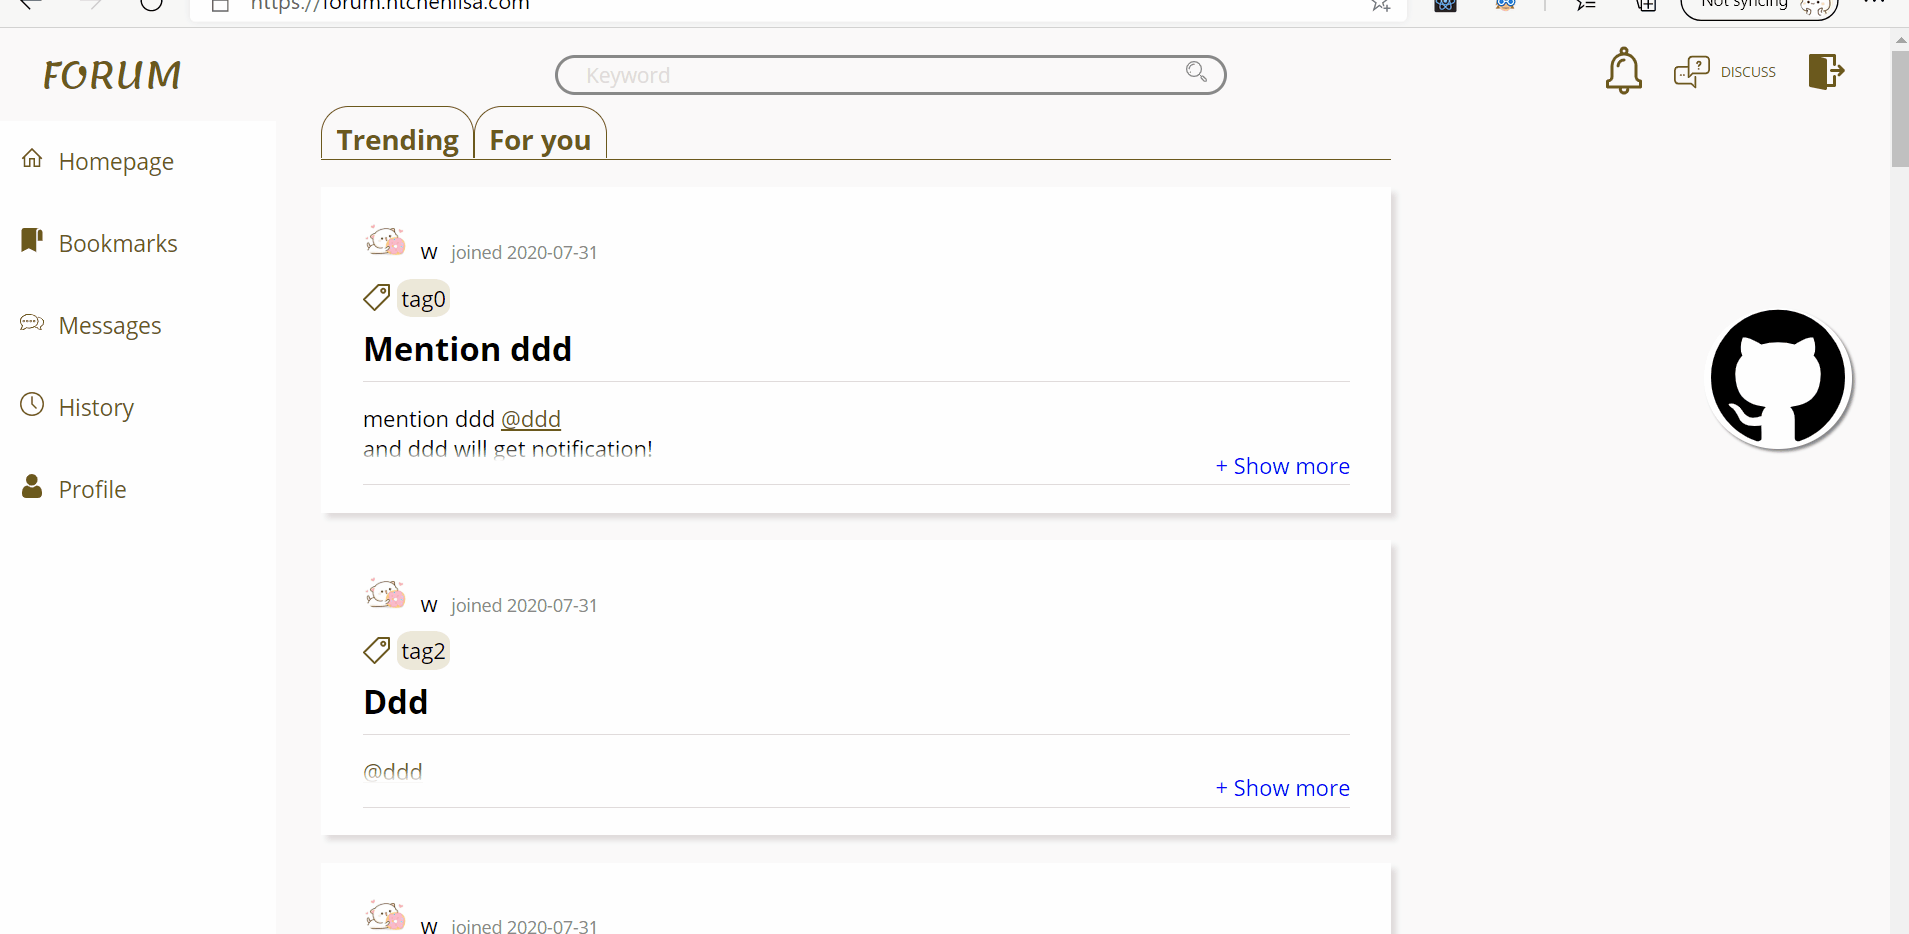 https://forum.ntchenlisa.com
Not syncing
FORUM
Keyword
DISCUSS
Trending
For you
Homepage
Bookmarks
Messages
History
Profile
w joined 2020-07-31
tag0
Mention ddd
mention ddd @ddd
and ddd will get notification!
+ Show more
w joined 2020-07-31
tag2
Ddd
@ddd
+ Show more
w joined 2020-07-31